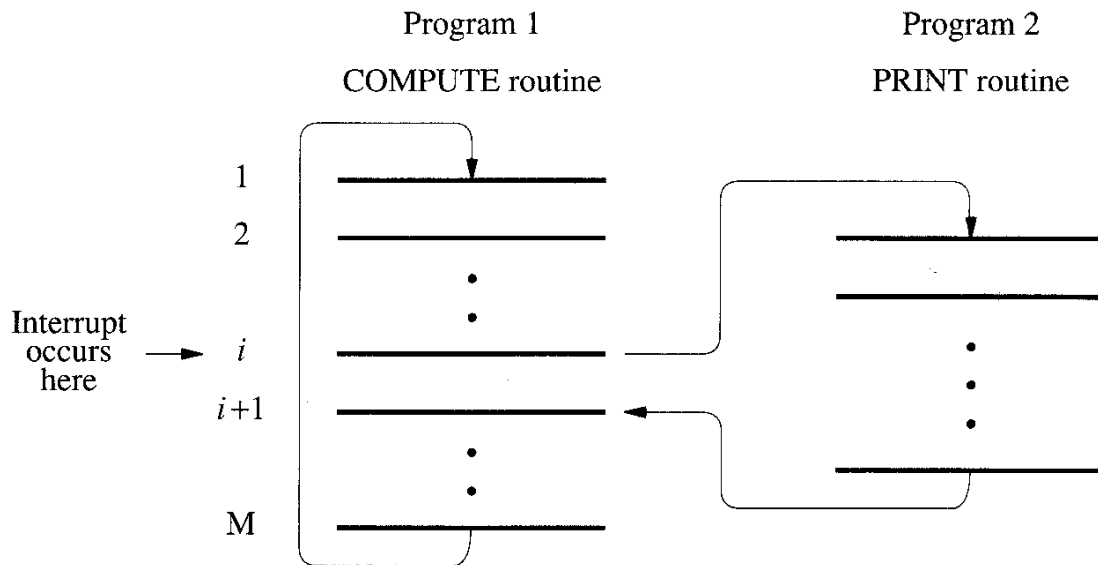 Program 1
COMPUTE routine
Program 2
PRINT routine
1
2
Interrupt
occurs
here
i
i+1
M